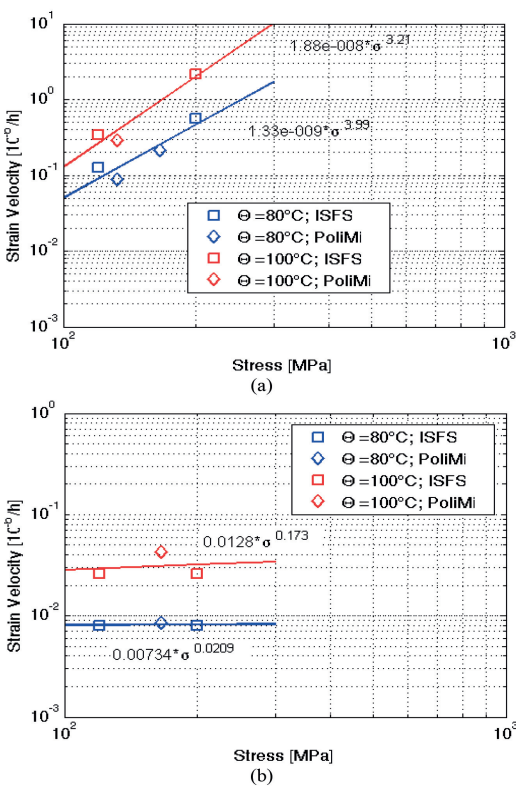 10^1
1.88e-008*σ^3.21
10^0
1.33e-009*σ^3.99
10^-1
Θ=80°C; ISFS
Θ=80°C; PoliMi
Θ=100°C; ISFS
Θ=100°C; PoliMi
10^-2
10^-3
10^2
10^3
Strain Velocity [10^-6/h]
Stress [MPa]
(a)
10^0
Θ=80°C; ISFS
Θ=80°C; PoliMi
Θ=100°C; ISFS
Θ=100°C; PoliMi
10^-1
0.0128*σ^0.173
10^-2
0.00734*σ^0.0209
10^-3
10^2
10^3
Strain Velocity [10^-6/h]
Stress [MPa]
(b)